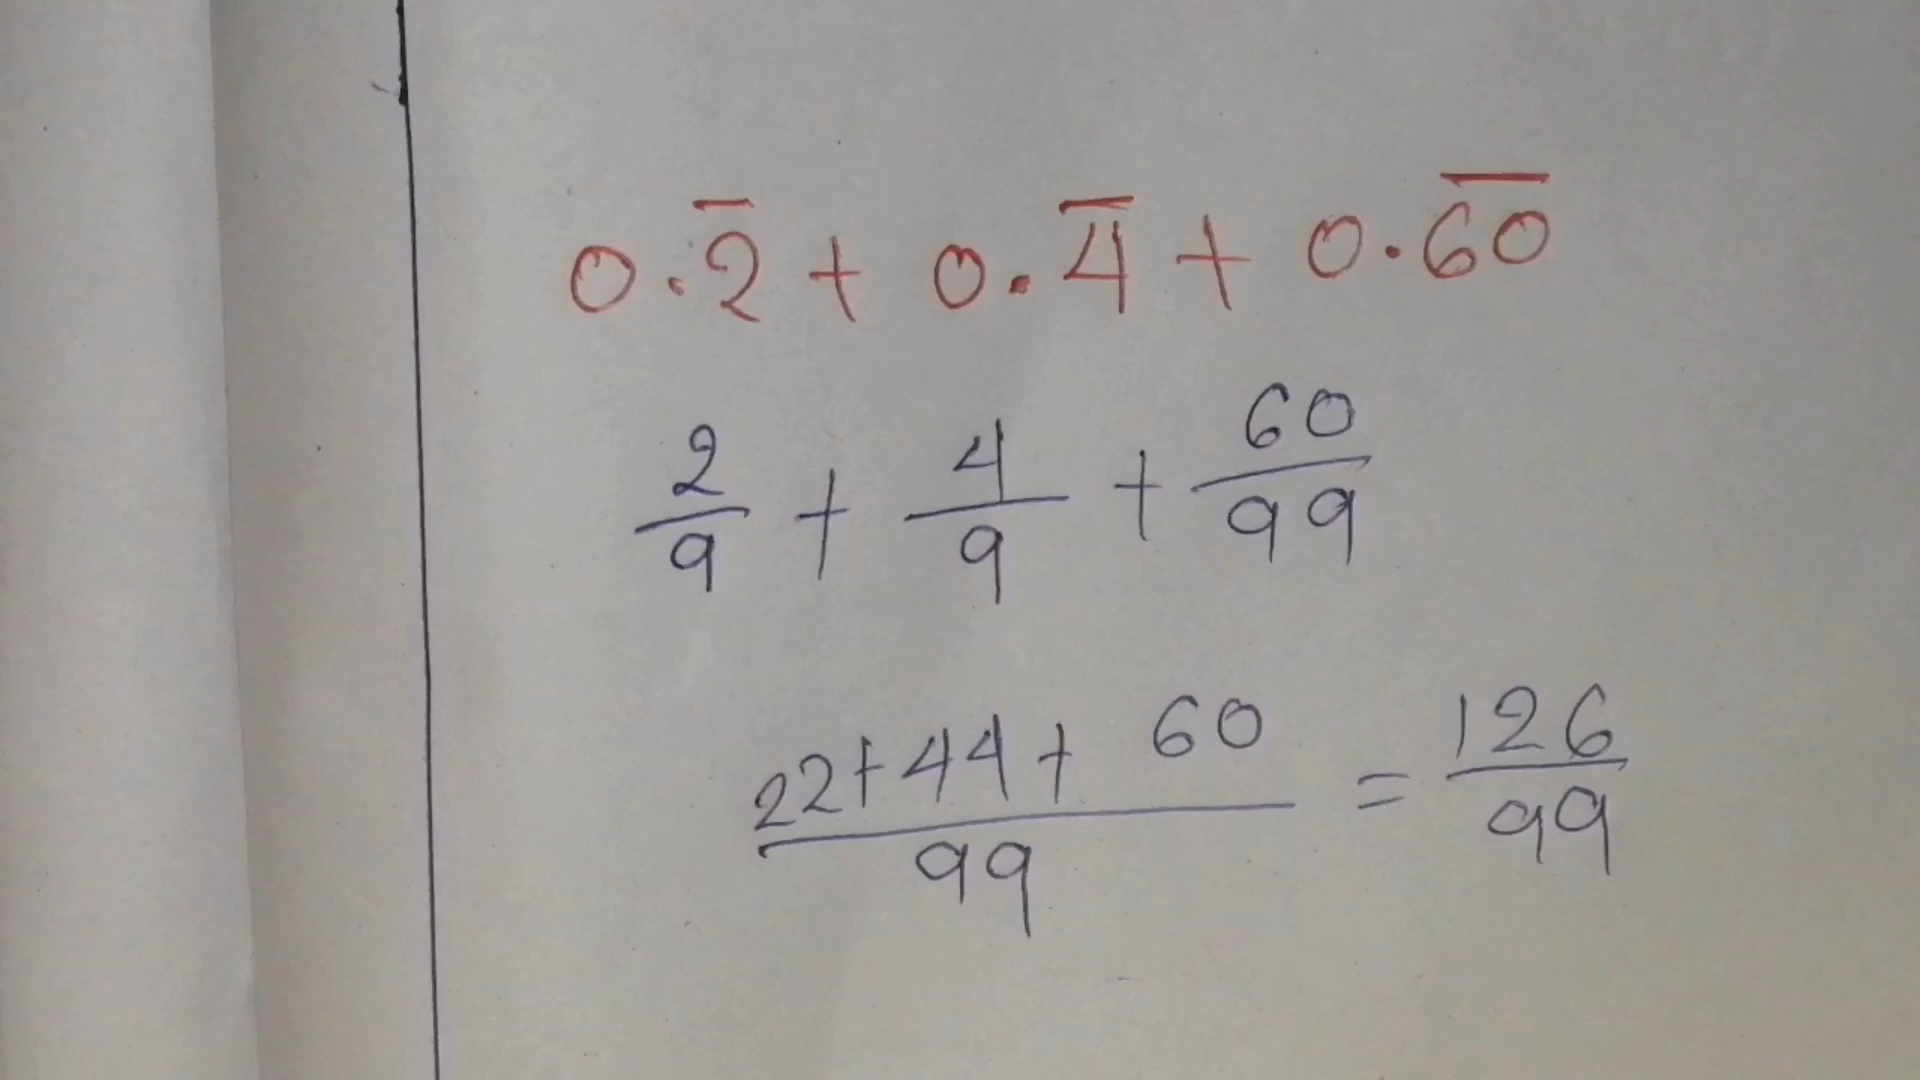 0.2̅ + 0.4̅ + 0.6̅0̅
2/9 + 4/9 + 60/99
22+44+ 60/99 = 126/99